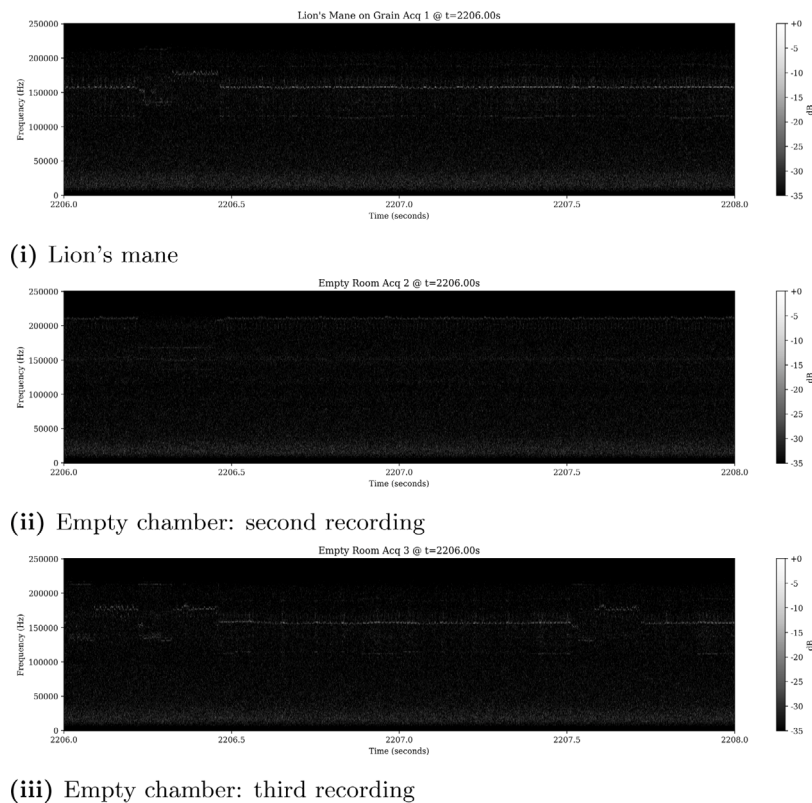 Lion's Mane on Grain Acq 1 @ t=2206.00s
250000
200000
150000
100000
50000
0
Frequency (Hz)
2206.0 2206.5 2207.0 2207.5 2208.0
Time (seconds)
+0
-5
-10
-15
-20
-25
-30
-35
dB
(i) Lion's mane
Empty Room Acq 2 @ t=2206.00s
250000
200000
150000
100000
50000
0
Frequency (Hz)
2206.0 2206.5 2207.0 2207.5 2208.0
Time (seconds)
+0
-5
-10
-15
-20
-25
-30
-35
dB
(ii) Empty chamber: second recording
Empty Room Acq 3 @ t=2206.00s
250000
200000
150000
100000
50000
0
Frequency (Hz)
2206.0 2206.5 2207.0 2207.5 2208.0
Time (seconds)
+0
-5
-10
-15
-20
-25
-30
-35
dB
(iii) Empty chamber: third recording